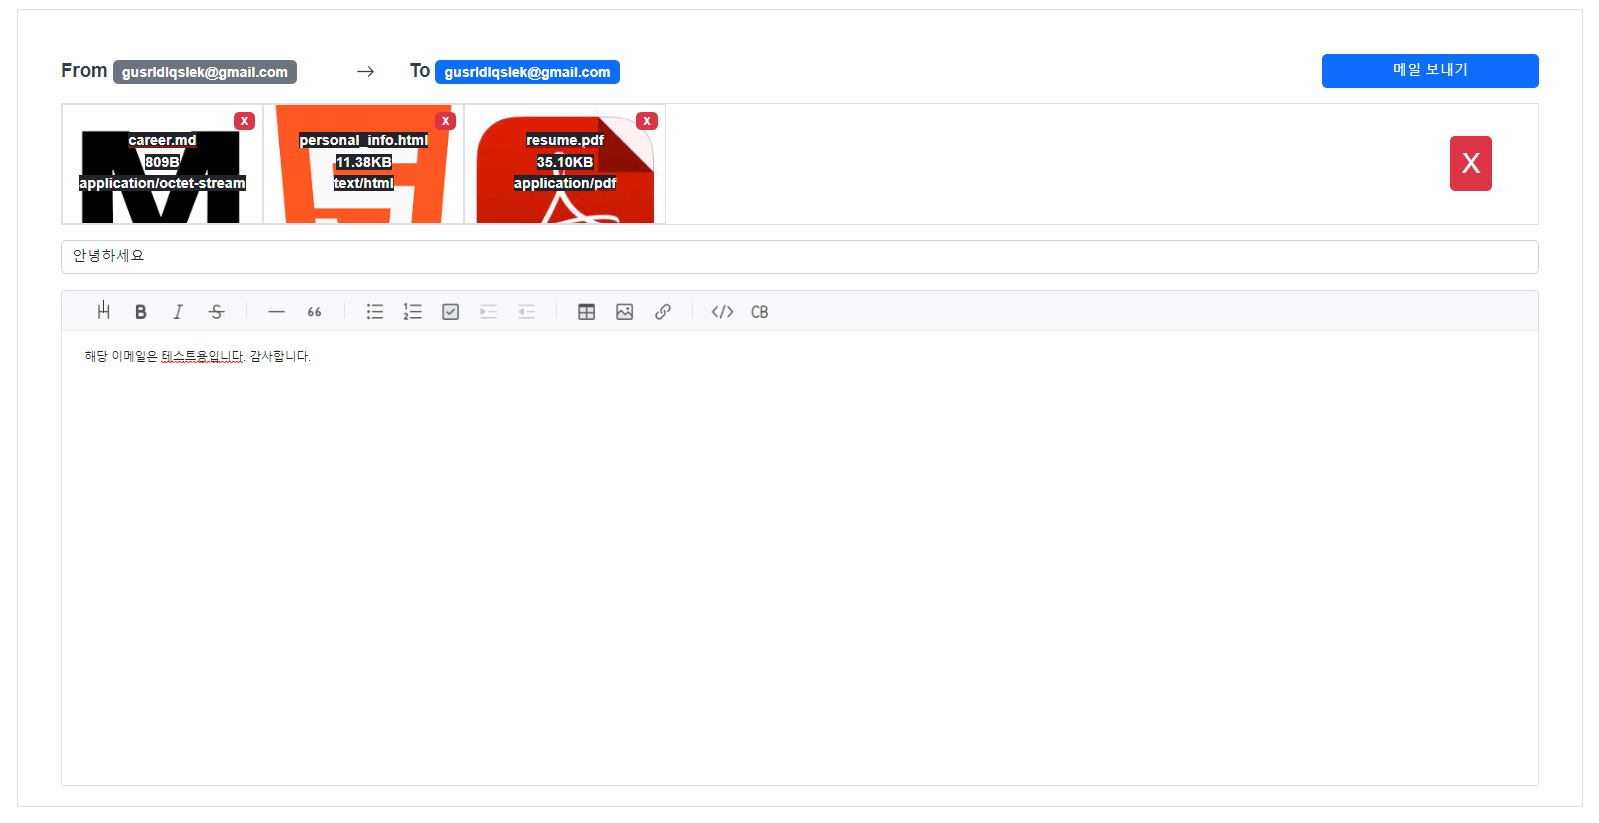 From gusrldlqslek@gmail.com → To gusrldlqslek@gmail.com 메일 보내기
X X X
career.md personal_info.html resume.pdf
809B 11.38KB 35.10KB X
application/octet-stream text/html application/pdf
안녕하세요
H B I S 66 CB
해당 이메일은 테스트용입니다. 감사합니다.